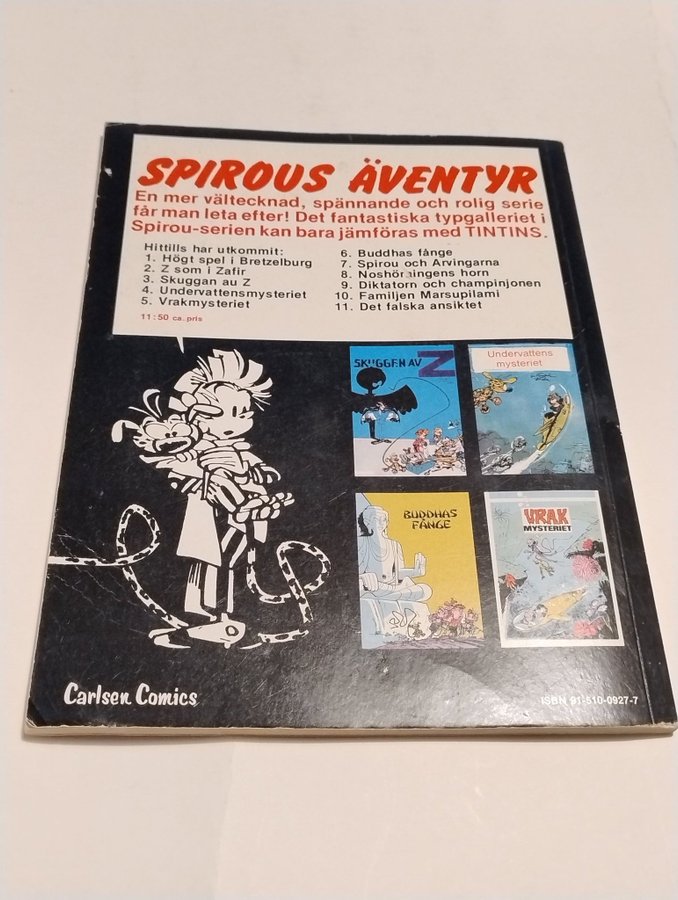 SPIROUS ÄVENTYR
En mer vältecknad, spännande och rolig serie
får man leta efter! Det fantastiska typgalleriet i
Spirou-serien kan bara jämföras med TINTINS.
Hittills har utkommit:
1. Högt spel i Bretzelburg
2. Z som i Zafir
3. Skuggan au Z
4. Undervattensmysteriet
5. Vrakmysteriet
11:50 ca. pris
6. Buddhas fånge
7. Spirou och Arvingarna
8. Noshörningens horn
9. Diktatorn och champinjonen
10. Familjen Marsupilami
11. Det falska ansiktet
SKUGGEN AV Z
Undervattens
mysteriet
BUDDHAS
FÅNGE
VRAK
MYSTERIET
Carlsen Comics
ISBN 91-510-0927-7